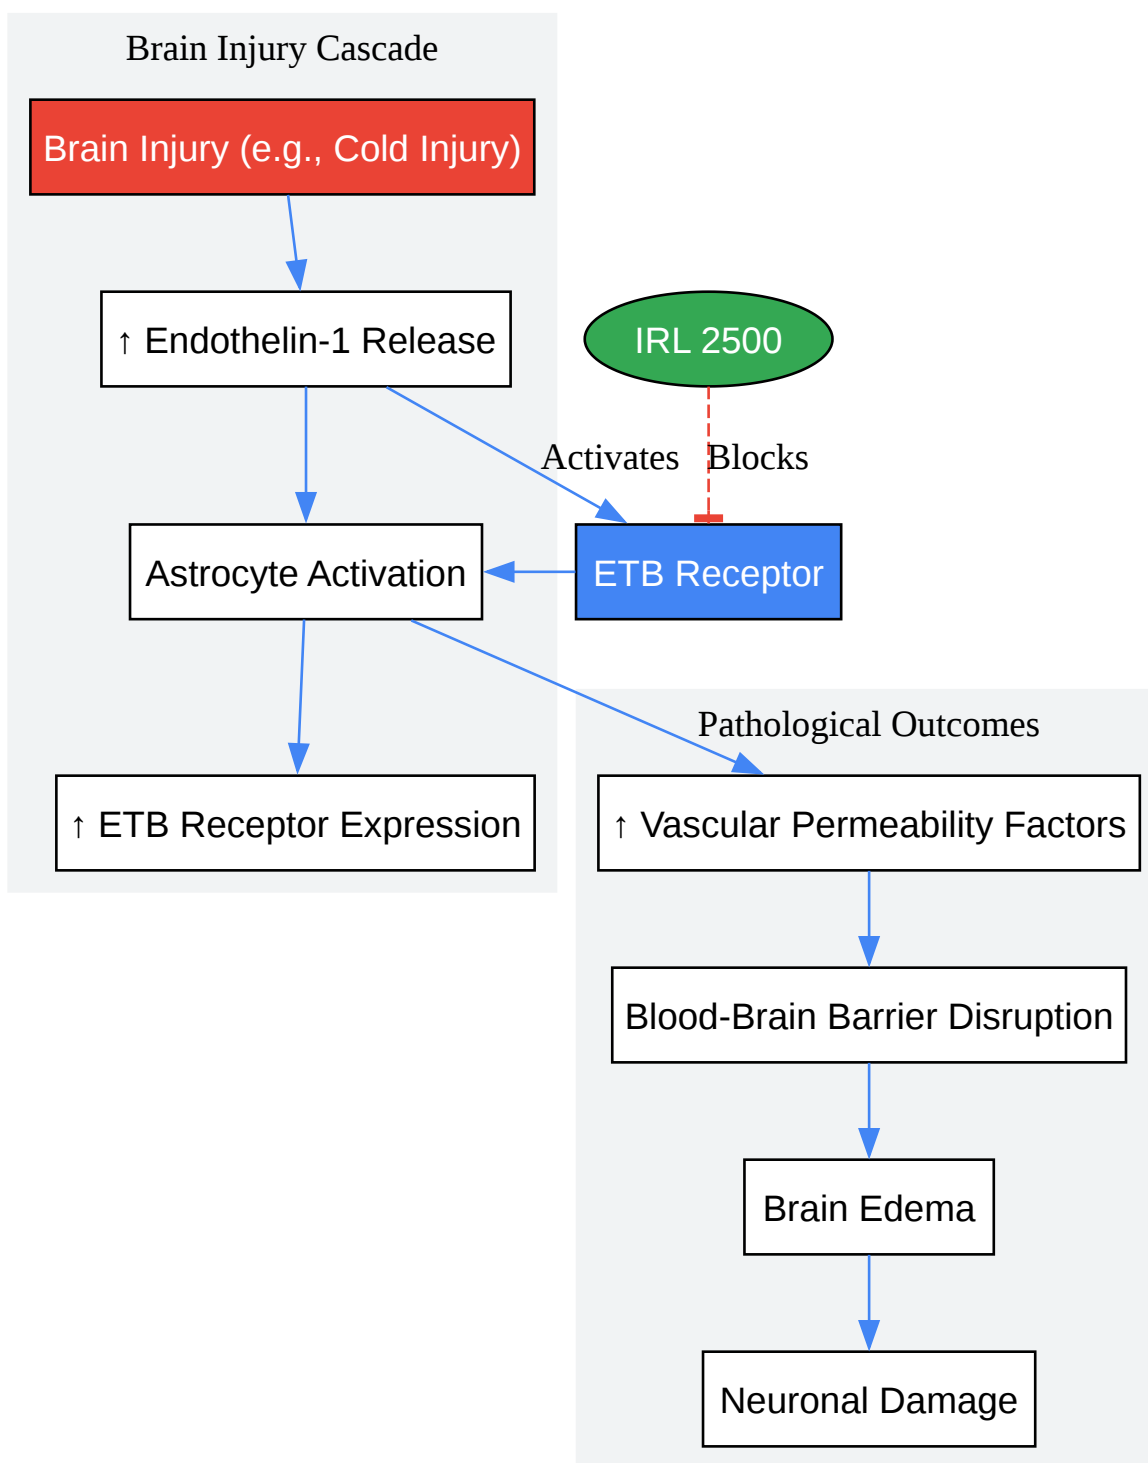 Brain Injury Cascade
Brain Injury (e.g., Cold Injury)
↑ Endothelin-1 Release
IRL 2500
Activates
Blocks
Astrocyte Activation
ETB Receptor
Pathological Outcomes
↑ ETB Receptor Expression
↑ Vascular Permeability Factors
Blood-Brain Barrier Disruption
Brain Edema
Neuronal Damage